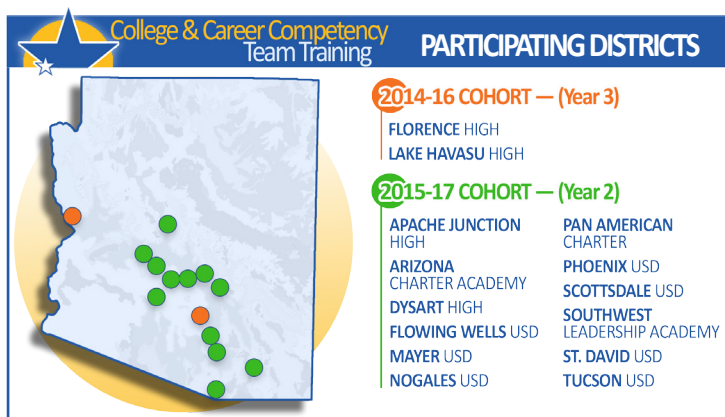 College & Career Competency
Team Training
PARTICIPATING DISTRICTS
2014-16 COHORT — (Year 3)
FLORENCE HIGH
LAKE HAVASU HIGH
2015-17 COHORT — (Year 2)
APACHE JUNCTION
HIGH
ARIZONA
CHARTER ACADEMY
DYSART HIGH
FLOWING WELLS USD
MAYER USD
NOGALES USD
PAN AMERICAN
CHARTER
PHOENIX USD
SCOTTSDALE USD
SOUTHWEST
LEADERSHIP ACADEMY
ST. DAVID USD
TUCSON USD